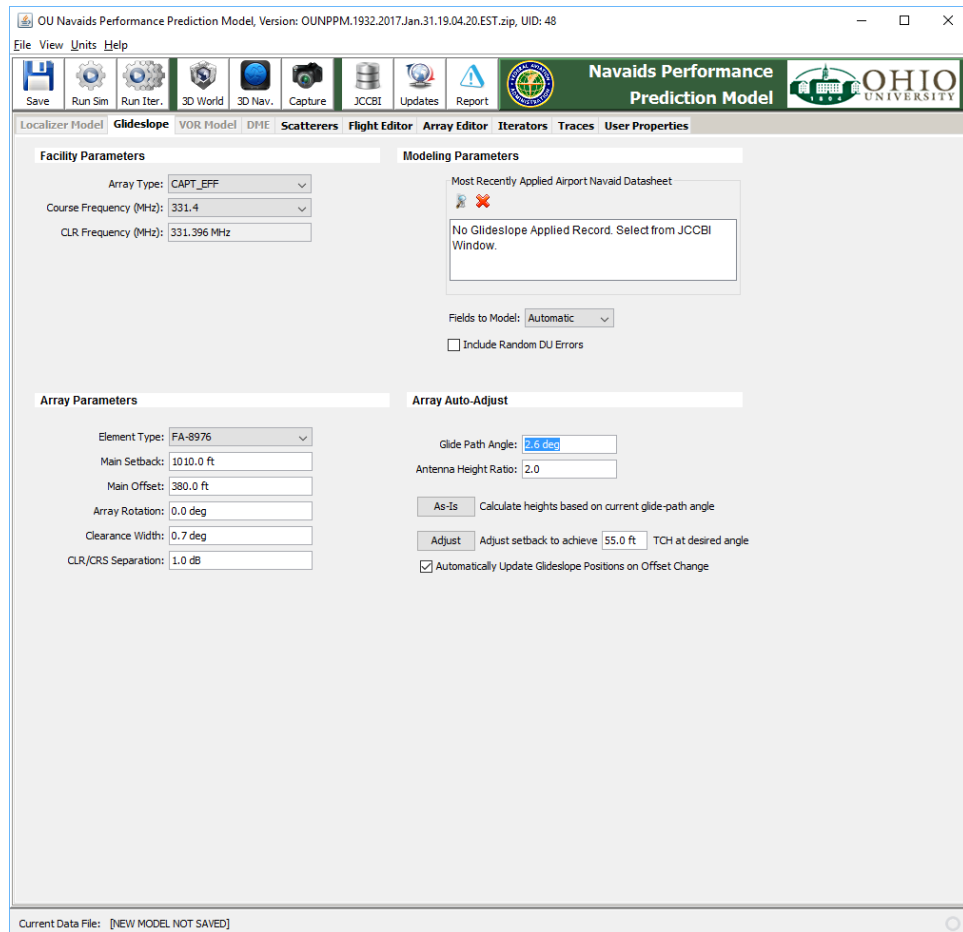 OU Navaids Performance Prediction Model, Version: OUNPPM.1932.2017.Jan.31.19.04.20.EST.zip, UID: 48
File View Units Help
Save Run Sim Run Iter. 3D World 3D Nav. Capture JCCBI Updates Report
Navaids Performance
Prediction Model
OHIO
UNIVERSITY
1804
Localizer Model Glideslope VOR Model DME Scatterers Flight Editor Array Editor Iterators Traces User Properties
Facility Parameters
Array Type: CAPT_EFF
Course Frequency (MHz): 331.4
CLR Frequency (MHz): 331.396 MHz
Modeling Parameters
Most Recently Applied Airport Navaid Datasheet
No Glideslope Applied Record. Select from JCCBI
Window.
Fields to Model: Automatic
Include Random DU Errors
Array Parameters
Element Type: FA-8976
Main Setback: 1010.0 ft
Main Offset: 380.0 ft
Array Rotation: 0.0 deg
Clearance Width: 0.7 deg
CLR/CRS Separation: 1.0 dB
Array Auto-Adjust
Glide Path Angle: 2.6 deg
Antenna Height Ratio: 2.0
As-Is Calculate heights based on current glide-path angle
Adjust Adjust setback to achieve 55.0 ft TCH at desired angle
Automatically Update Glideslope Positions on Offset Change
Current Data File: [NEW MODEL NOT SAVED]